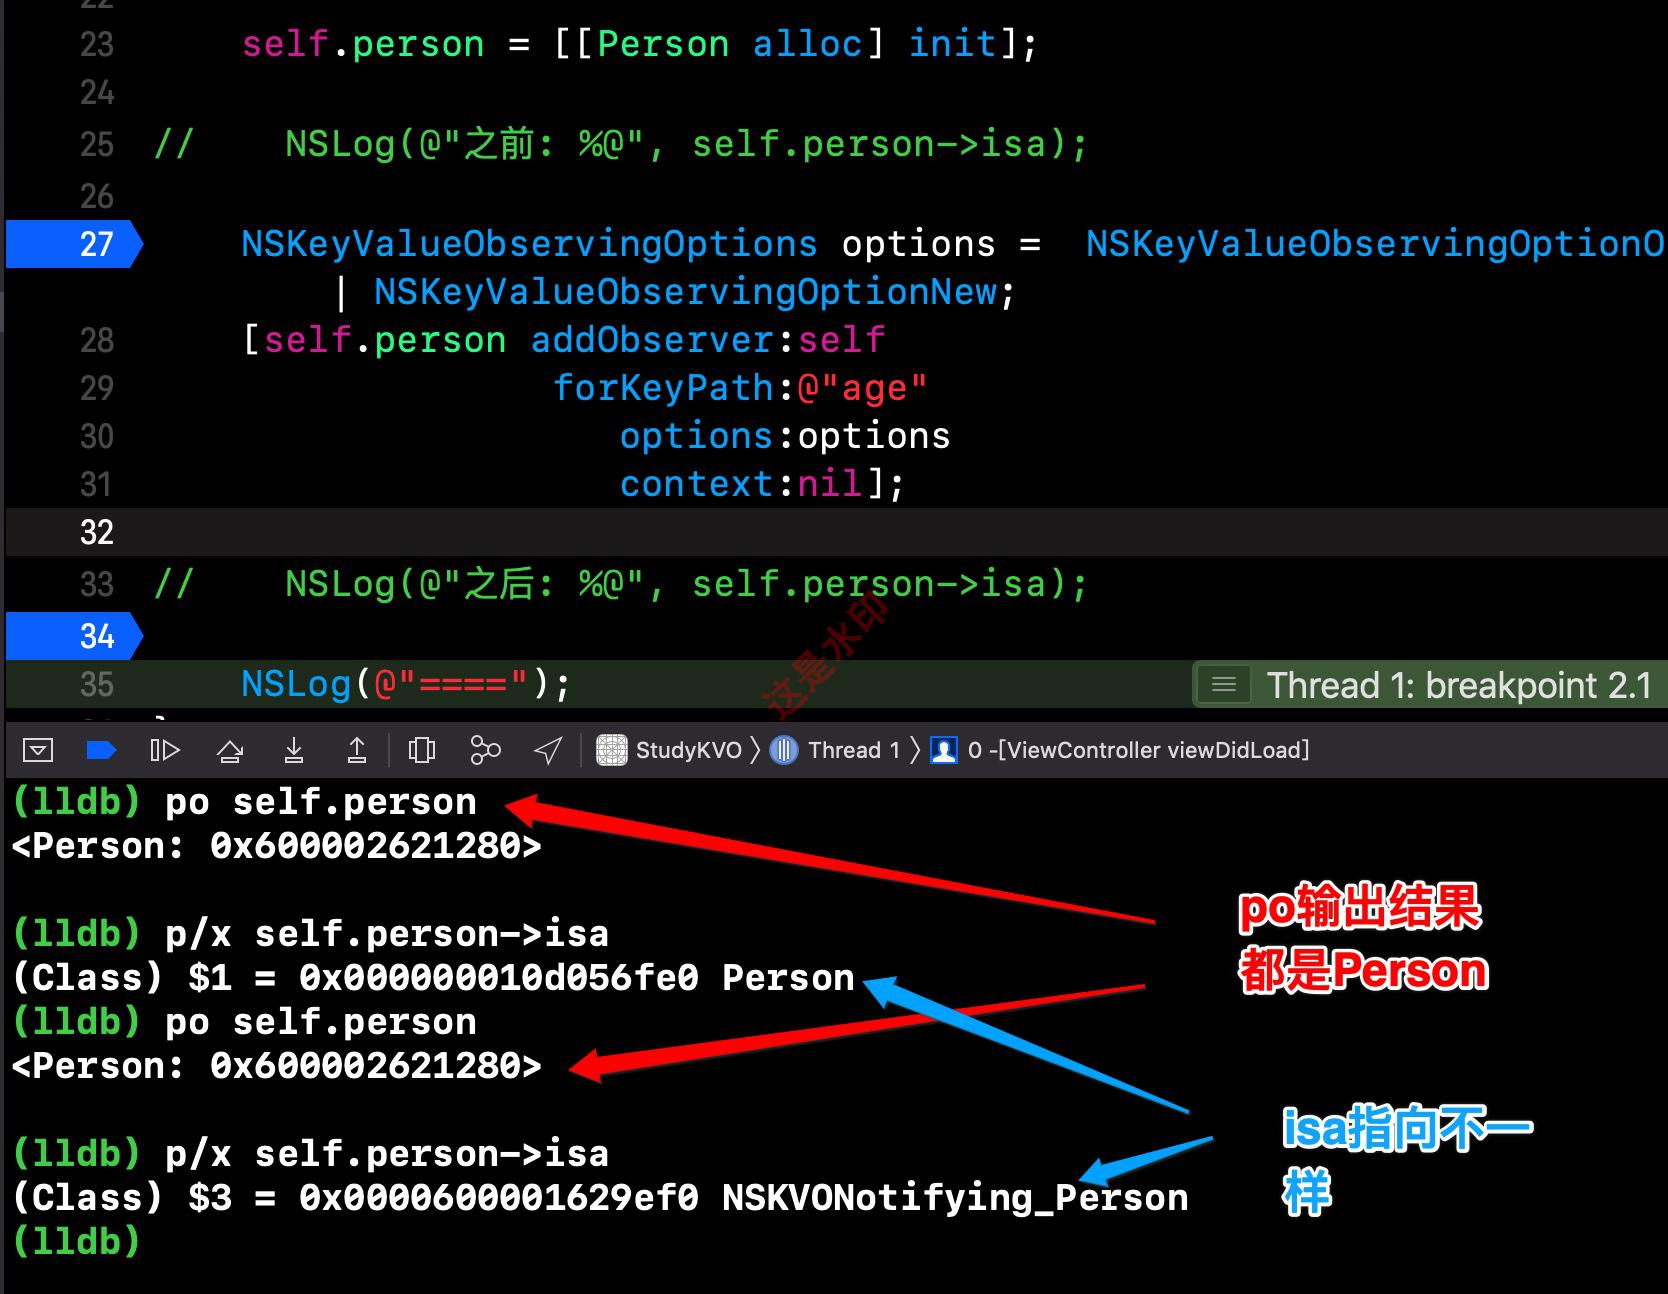 22
23 self.person = [[Person alloc] init];
24
25 // NSLog(@"之前: %@", self.person->isa);
26
27 NSKeyValueObservingOptions options = NSKeyValueObservingOptionO
| NSKeyValueObservingOptionNew;
28 [self.person addObserver:self
29 forKeyPath:@"age"
30 options:options
31 context:nil];
32
33 // NSLog(@"之后: %@", self.person->isa);
34
35 NSLog(@"====");
Thread 1: breakpoint 2.1
这是水印
StudyKVO 〉 Thread 1 〉 0 -[ViewController viewDidLoad]
(lldb) po self.person
<Person: 0x600002621280>
(lldb) p/x self.person->isa
(Class) $1 = 0x000000010d056fe0 Person
(lldb) po self.person
<Person: 0x600002621280>
(lldb) p/x self.person->isa
(Class) $3 = 0x0000600001629ef0 NSKVONotifying_Person
(lldb)
po输出结果
都是Person
isa指向不一
样